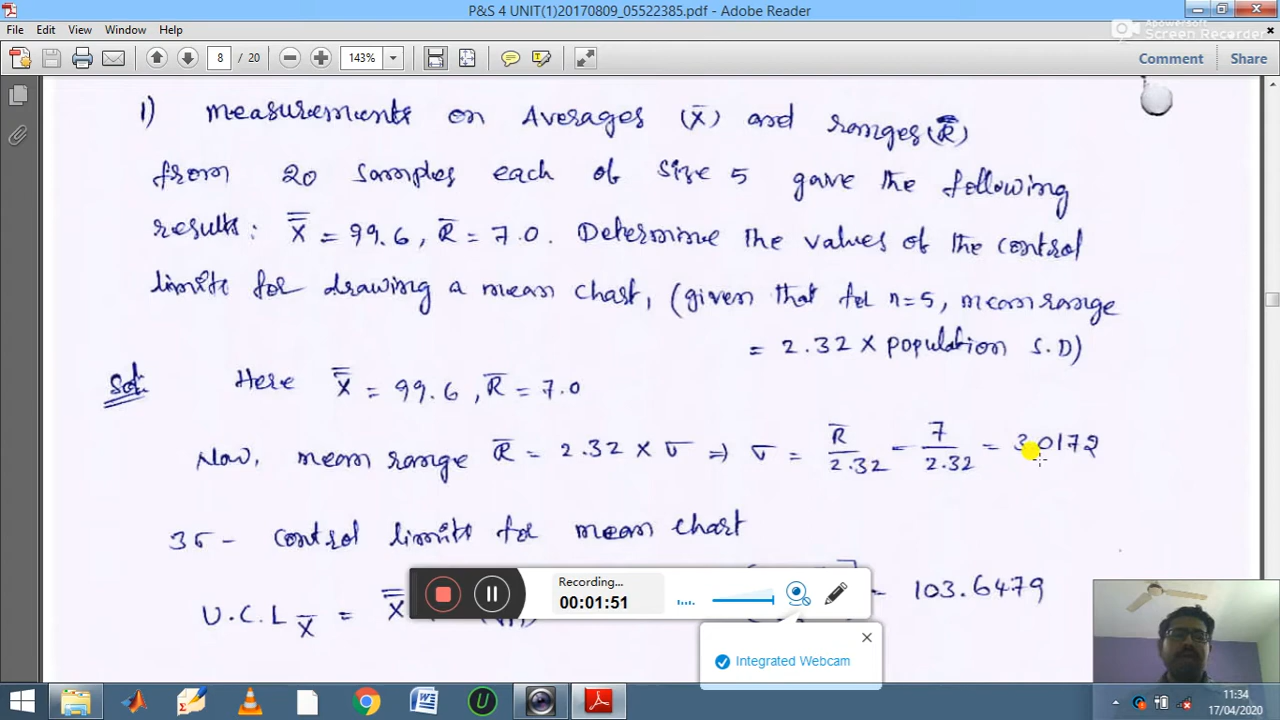 P&S 4 UNIT(1)20170809_05522385.pdf - Adobe Reader
File Edit View Window Help
Apowersoft
Screen Recorder
8 / 20 143% Comment Share
1) Measurements on Averages (X̄) and ranges (R̄)
from 20 samples each of size 5 gave the following
results: X̿ = 99.6, R̄ = 7.0. Determine the values of the control
limits for drawing a mean chart, (given that for n=5, mean range
= 2.32 X population S.D)
Sol: Here X̿ = 99.6, R̄ = 7.0
Now, mean range R̄ = 2.32 × σ ⇒ σ = R̄/2.32 = 7/2.32 = 3.0172
3σ - control limits for mean chart
U.C.L X̄ = X̿ = 103.6479
Recording...
00:01:51
Integrated Webcam
11:34
17/04/2020